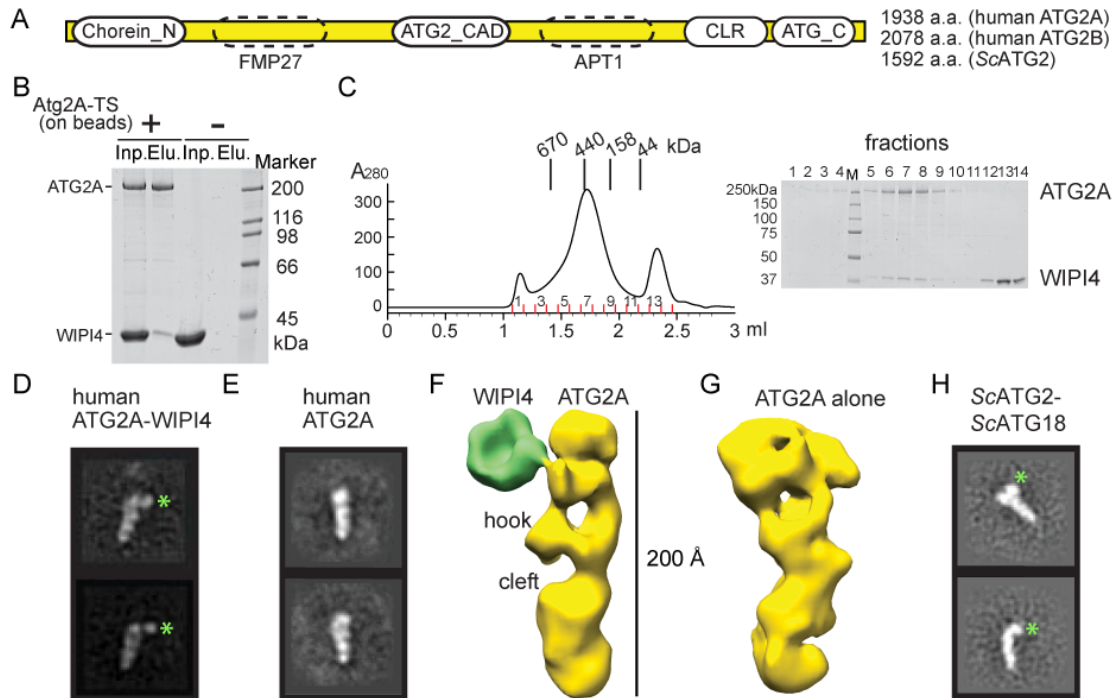 A
Chorein_N
ATG2_CAD
CLR
ATG_C
FMP27
APT1
1938 a.a. (human ATG2A)
2078 a.a. (human ATG2B)
1592 a.a. (ScATG2)
B
Atg2A-TS
(on beads)
+ -
Inp. Elu. Inp. Elu. Marker
ATG2A
WIPI4
200
116
98
66
45
kDa
C
670 440 158 44 kDa
A280
300
200
100
0
1 3 5 7 9 11 13
0 0.5 1 1.5 2 2.5 3 ml
fractions
1 2 3 4 M 5 6 7 8 9 10 11 12 13 14
250kDa
150
100
75
50
37
ATG2A
WIPI4
D
human
ATG2A-WIPI4
*
*
E
human
ATG2A
F
WIPI4 ATG2A
hook
cleft
200 Å
G
ATG2A alone
H
ScATG2-
ScATG18
*
*